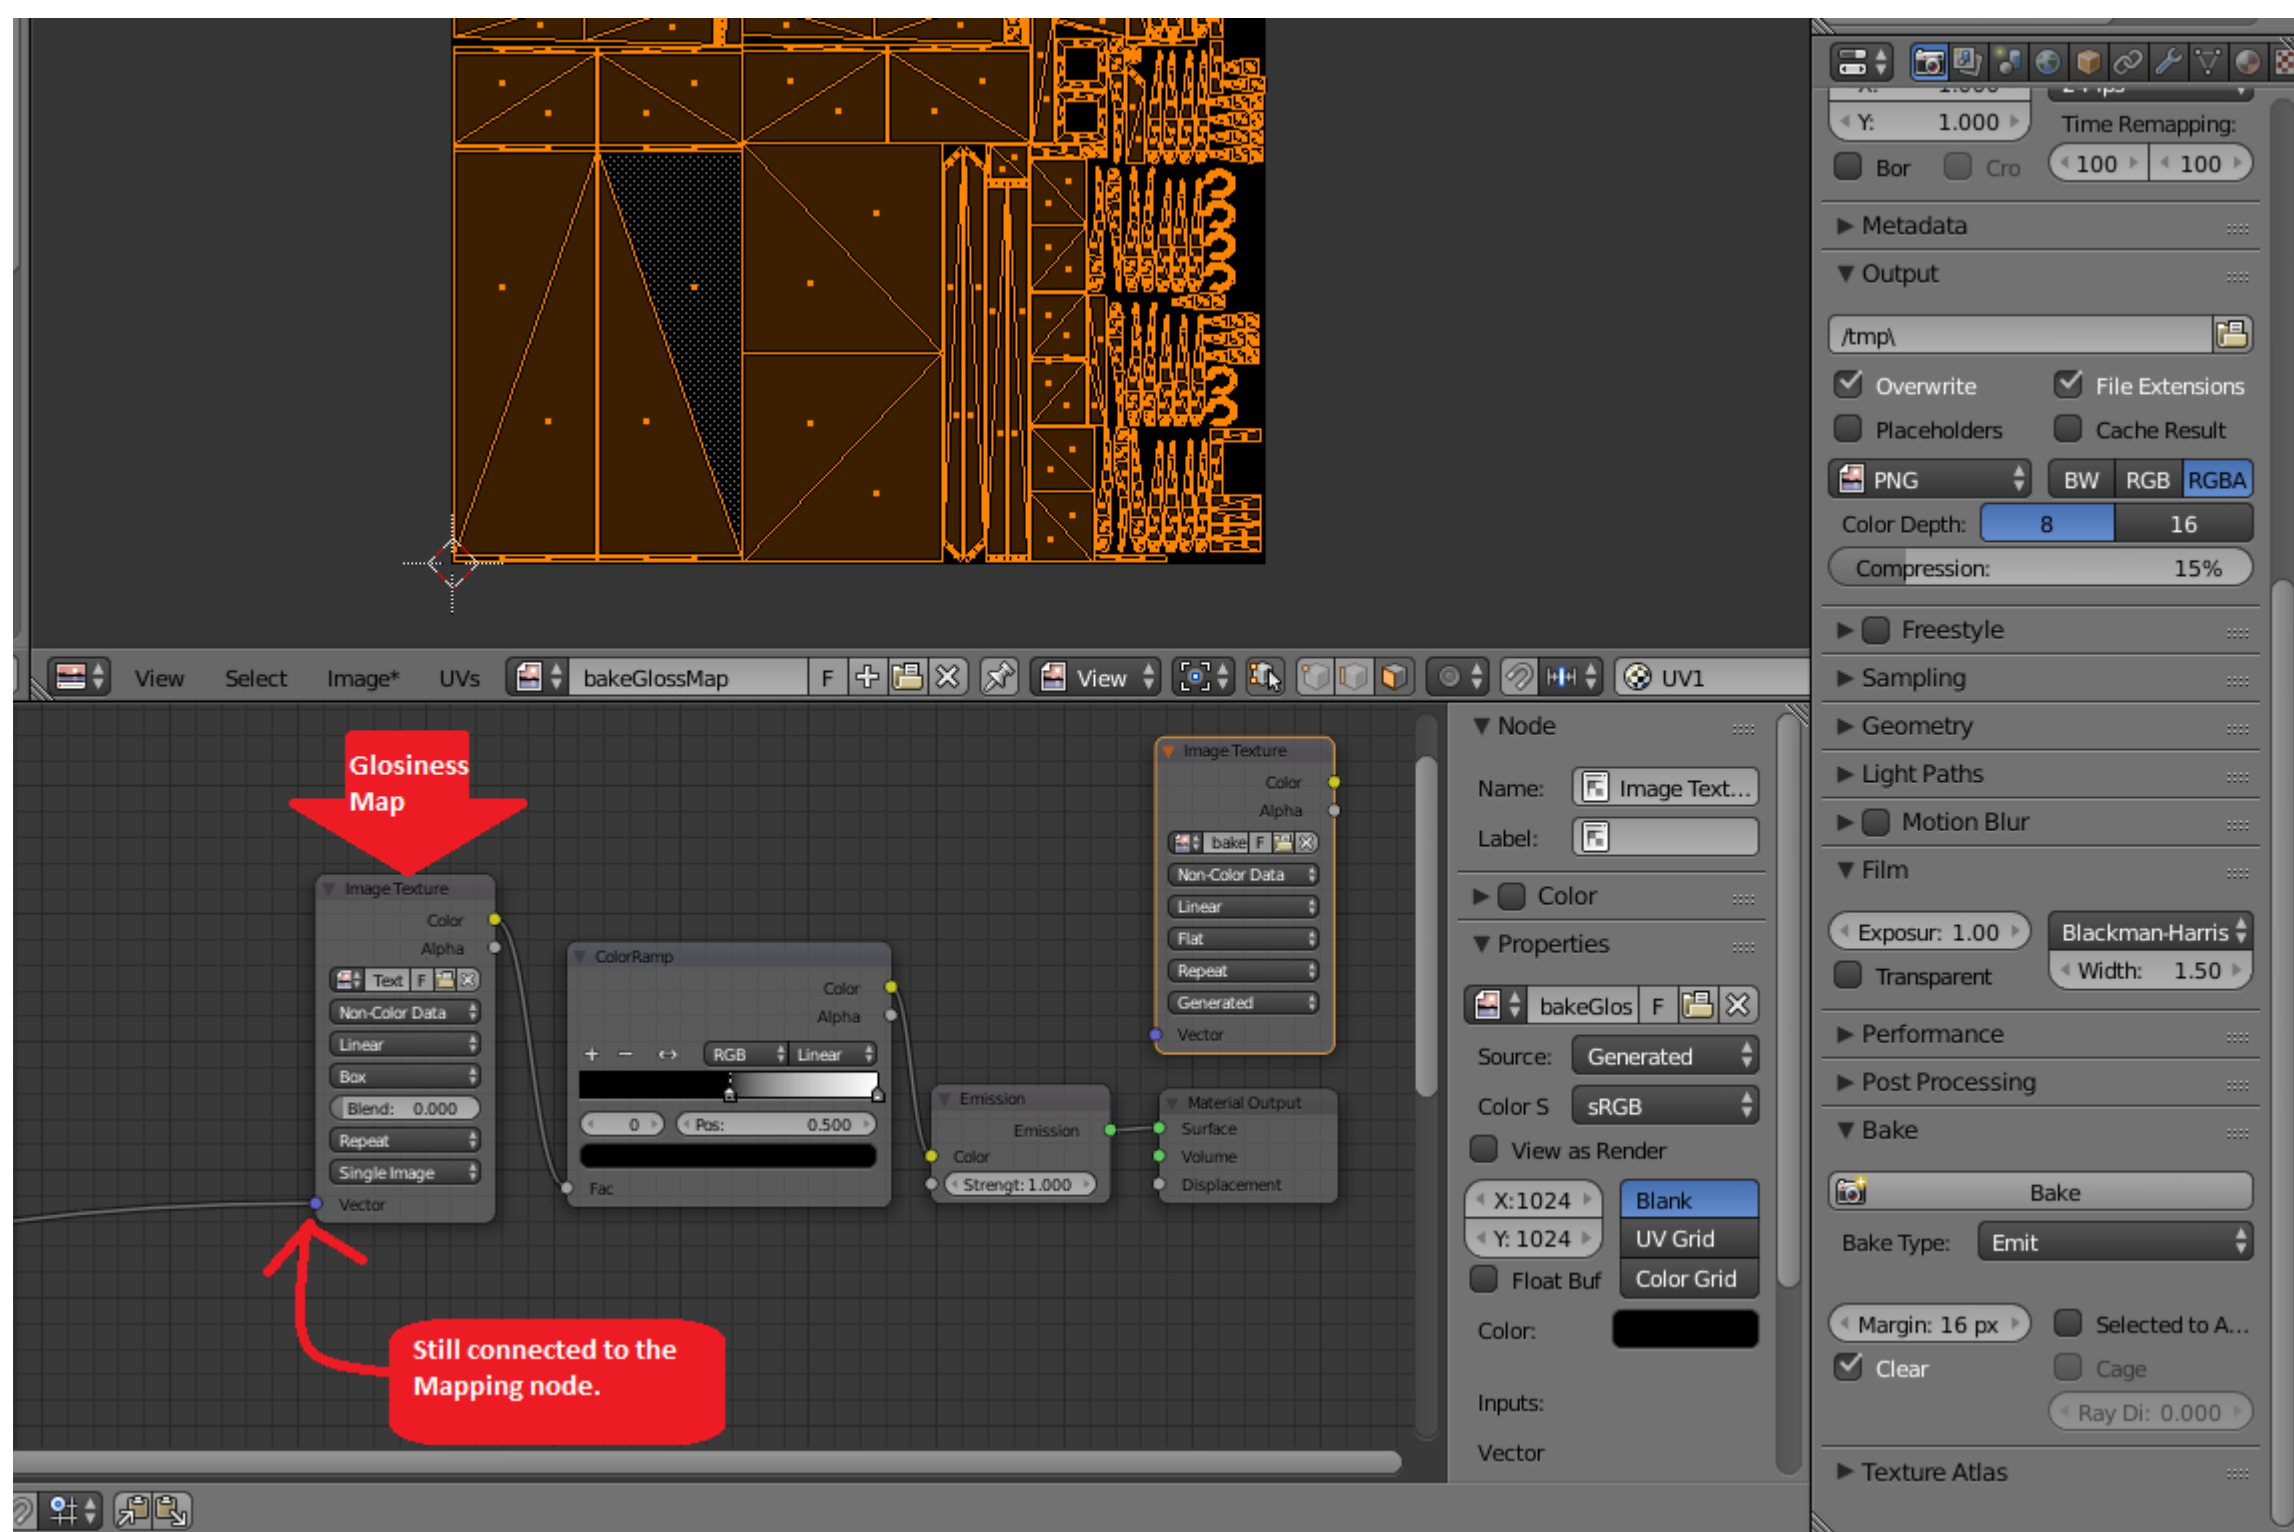 Y: 1.000
Time Remapping:
Bor
Cro
100
100
Metadata
Output
/tmp\
Overwrite
File Extensions
Placeholders
Cache Result
PNG
BW
RGB
RGBA
Color Depth:
8
16
Compression: 15%
Freestyle
Sampling
Geometry
Light Paths
Motion Blur
Film
Exposur: 1.00
Blackman-Harris
Transparent
Width: 1.50
Performance
Post Processing
Bake
Bake
Bake Type: Emit
Margin: 16 px
Selected to A...
Clear
Cage
Ray Di: 0.000
Texture Atlas
View
Select
Image*
UVs
bakeGlossMap
F
View
UV1
Glosiness
Map
Image Texture
Color
Alpha
Text F
Non-Color Data
Linear
Box
Blend: 0.000
Repeat
Single Image
Vector
Still connected to the
Mapping node.
ColorRamp
Color
Alpha
+ −
RGB
Linear
0
Pos: 0.500
Fac
Emission
Emission
Color
Strengt: 1.000
Image Texture
Color
Alpha
bake F
Non-Color Data
Linear
Flat
Repeat
Generated
Vector
Material Output
Surface
Volume
Displacement
Node
Name: Image Text...
Label:
Color
Properties
bakeGlos F
Source: Generated
Color S sRGB
View as Render
X:1024
Y: 1024
Blank
UV Grid
Color Grid
Float Buf
Color:
Inputs:
Vector